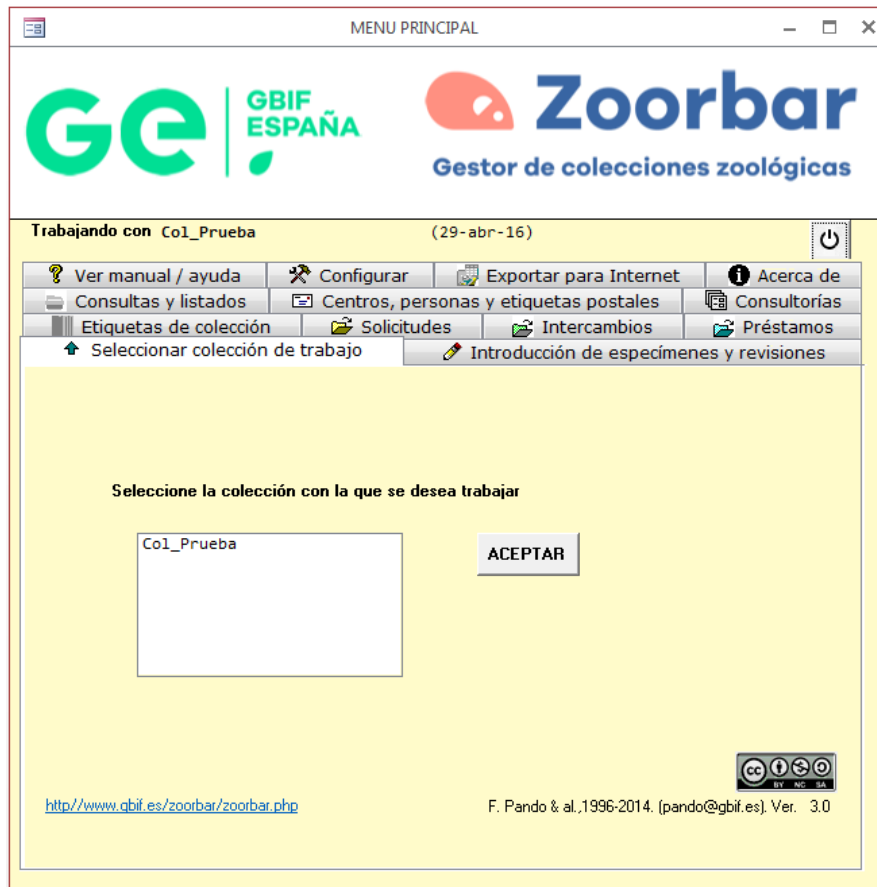 MENU PRINCIPAL
Ge GBIF
ESPAÑA
Zoorbar
Gestor de colecciones zoológicas
Trabajando con Col_Prueba (29-abr-16)
Ver manual / ayuda Configurar Exportar para Internet Acerca de
Consultas y listados Centros, personas y etiquetas postales Consultorías
Etiquetas de colección Solicitudes Intercambios Préstamos
Seleccionar colección de trabajo Introducción de especímenes y revisiones
Seleccione la colección con la que se desea trabajar
Col_Prueba
ACEPTAR
cc BY NC SA
http//www.gbif.es/zoorbar/zoorbar.php F. Pando & al.,1996-2014. (pando@gbif.es). Ver. 3.0